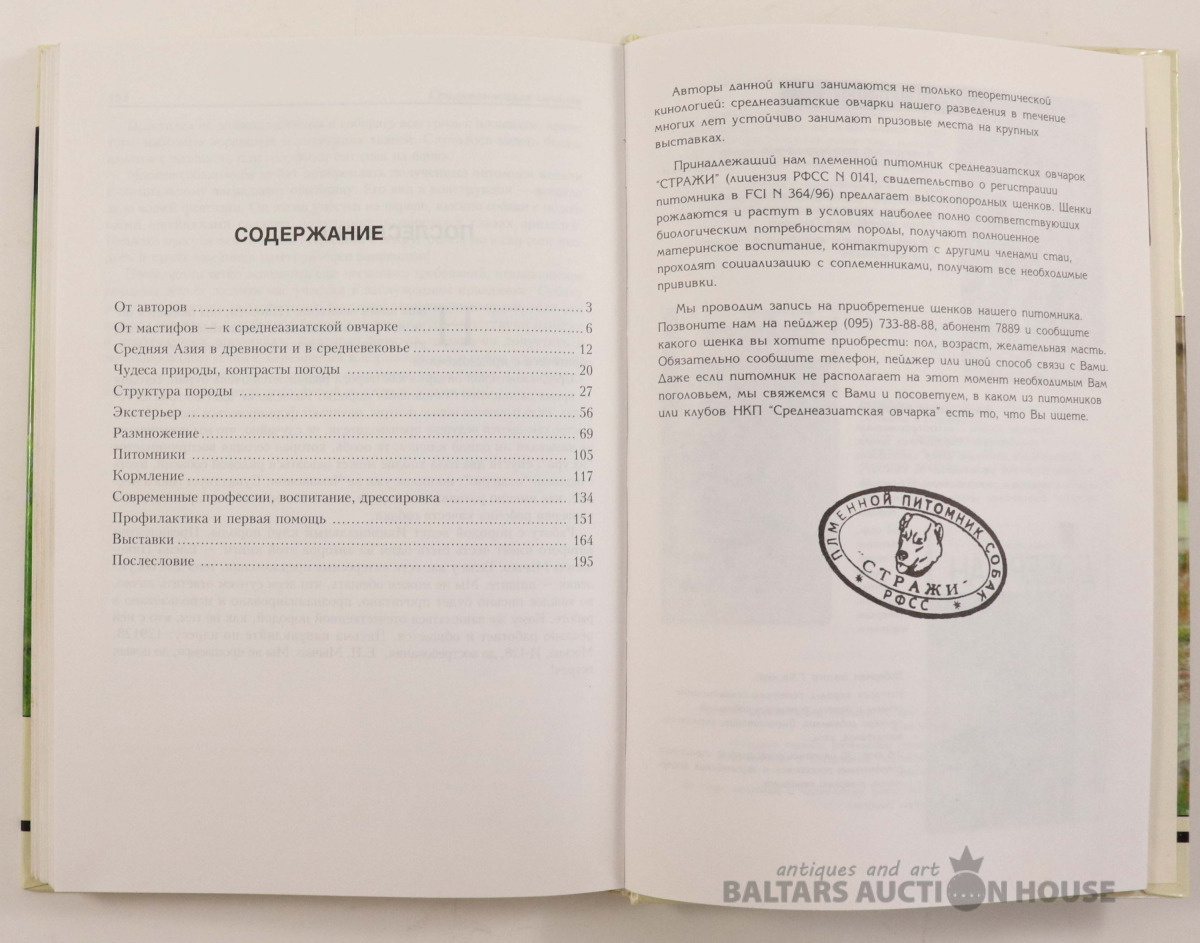 СОДЕРЖАНИЕ
От авторов ........ 3
От мастифов — к среднеазиатской овчарке ........ 6
Средняя Азия в древности и в средневековье ........ 12
Чудеса природы, контрасты погоды ........ 20
Структура породы ........ 27
Экстерьер ........ 56
Размножение ........ 69
Питомники ........ 105
Кормление ........ 117
Современные профессии, воспитание, дрессировка ........ 134
Профилактика и первая помощь ........ 151
Выставки ........ 164
Послесловие ........ 195
Авторы данной книги занимаются не только теоретической
кинологией: среднеазиатские овчарки нашего разведения в течение
многих лет устойчиво занимают призовые места на крупных
выставках.
Принадлежащий нам племенной питомник среднеазиатских овчарок
"СТРАЖИ" (лицензия РФСС N 0141, свидетельство о регистрации
питомника в FCI N 364/96) предлагает высокопородных щенков. Щенки
рождаются и растут в условиях наиболее полно соответствующих
биологическим потребностям породы, получают полноценное
материнское воспитание, контактируют с другими членами стаи,
проходят социализацию с соплеменниками, получают все необходимые
прививки.
Мы проводим запись на приобретение щенков нашего питомника.
Позвоните нам на пейджер (095) 733-88-88, абонент 7889 и сообщите
какого щенка вы хотите приобрести: пол, возраст, желательная масть.
Обязательно сообщите телефон, пейджер или иной способ связи с Вами.
Даже если питомник не располагает на этот момент необходимым Вам
поголовьем, мы свяжемся с Вами и посоветуем, в каком из питомников
или клубов НКП "Среднеазиатская овчарка" есть то, что Вы ищете.
ПЛМЕННОЙ ПИТОМНИК СОБАК
"СТРАЖИ"
* РФСС *
antiques and art
BALTARS AUCTION HOUSE